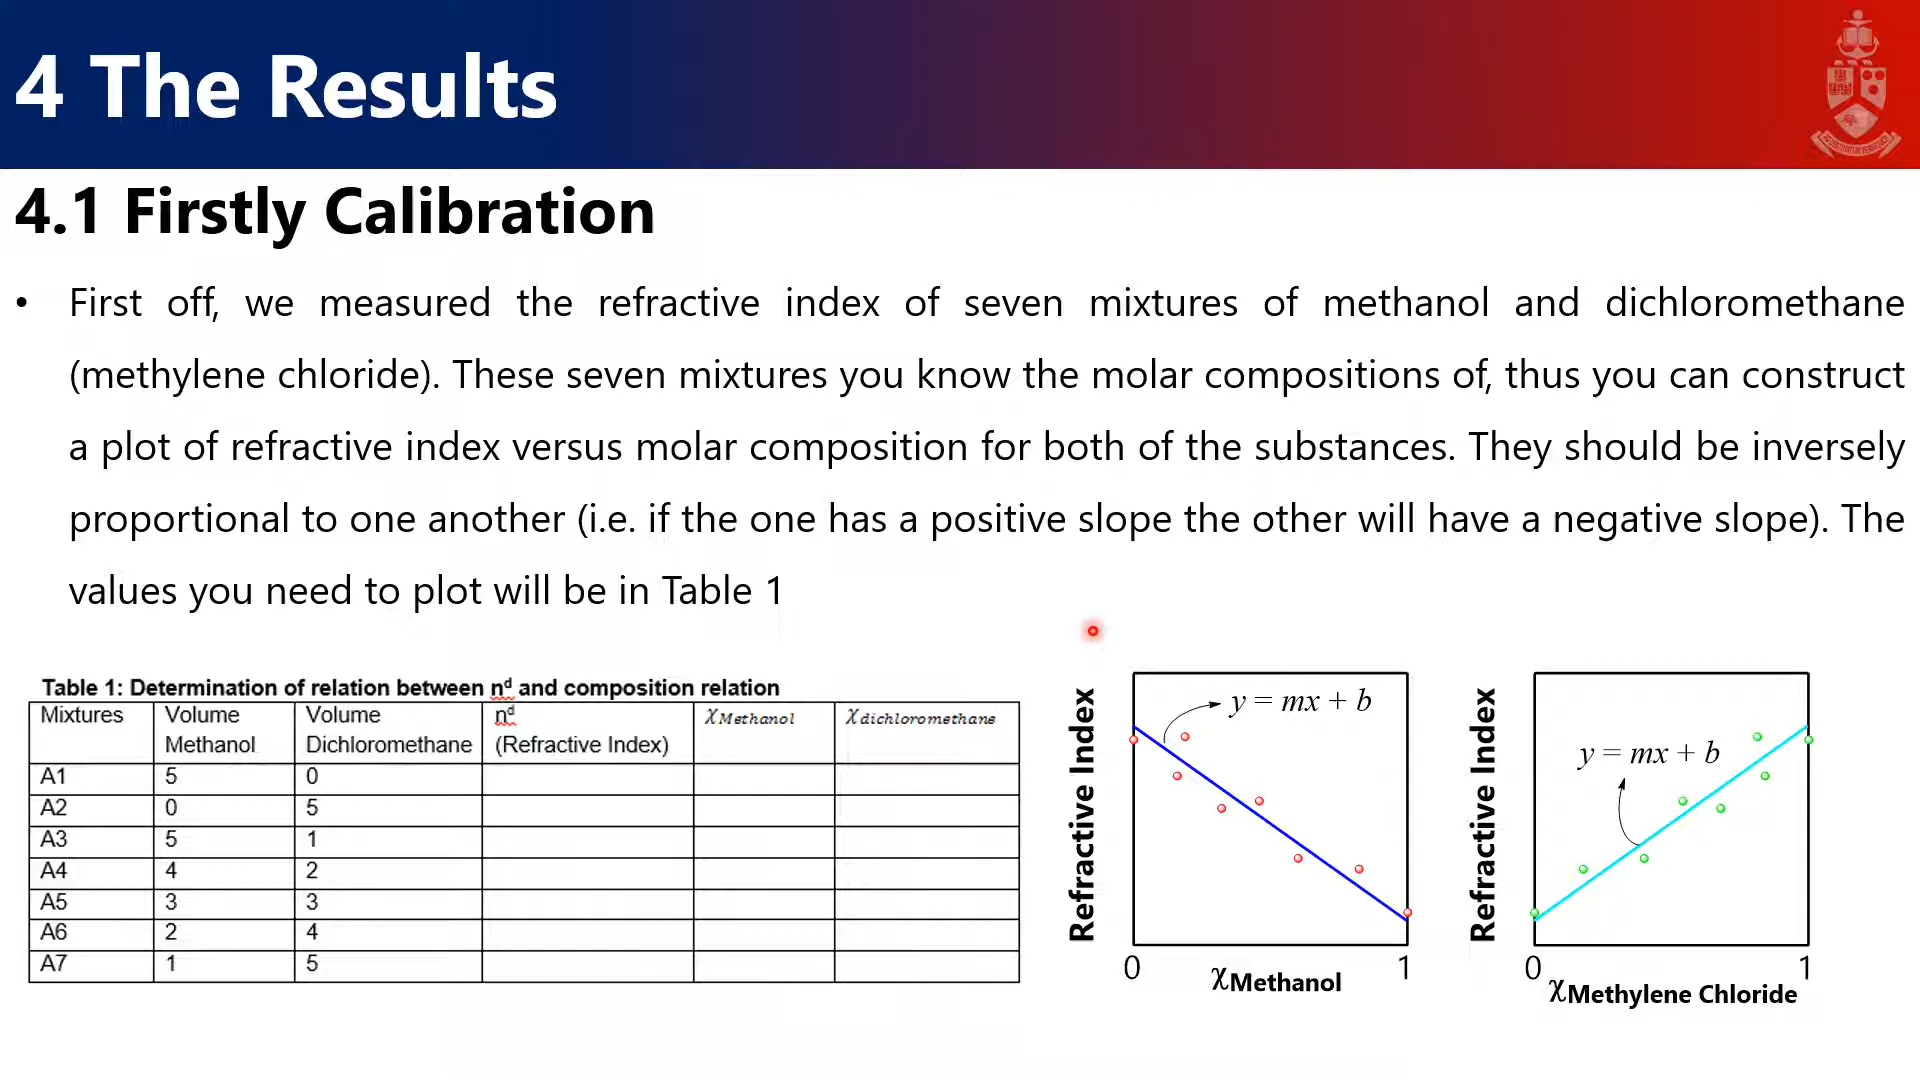 4 The Results
4.1 Firstly Calibration
• First off, we measured the refractive index of seven mixtures of methanol and dichloromethane
(methylene chloride). These seven mixtures you know the molar compositions of, thus you can construct
a plot of refractive index versus molar composition for both of the substances. They should be inversely
proportional to one another (i.e. if the one has a positive slope the other will have a negative slope). The
values you need to plot will be in Table 1
Table 1: Determination of relation between nᵈ and composition relation
Mixtures Volume Methanol Volume Dichloromethane nᵈ (Refractive Index) χMethanol χdichloromethane
A1 5 0
A2 0 5
A3 5 1
A4 4 2
A5 3 3
A6 2 4
A7 1 5
Refractive Index
y = mx + b
0 1
χMethanol
Refractive Index
y = mx + b
0 1
χMethylene Chloride